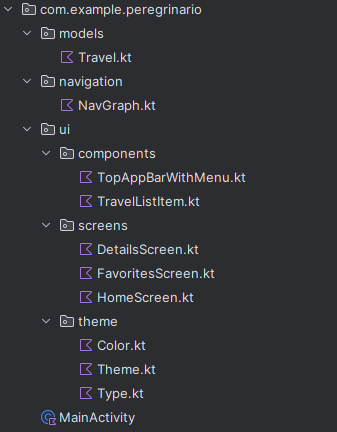 com.example.peregrinario
models
Travel.kt
navigation
NavGraph.kt
ui
components
TopAppBarWithMenu.kt
TravelListItem.kt
screens
DetailsScreen.kt
FavoritesScreen.kt
HomeScreen.kt
theme
Color.kt
Theme.kt
Type.kt
MainActivity